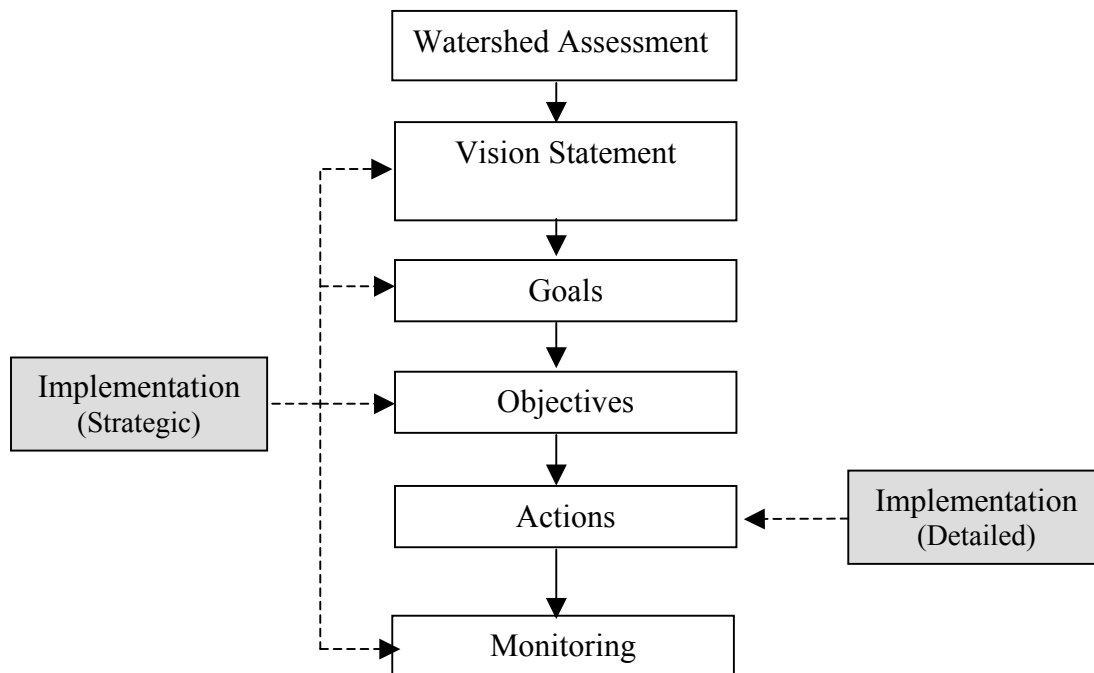 Watershed Assessment
Vision Statement
Goals
Implementation
(Strategic)
Objectives
Actions
Implementation
(Detailed)
Monitoring